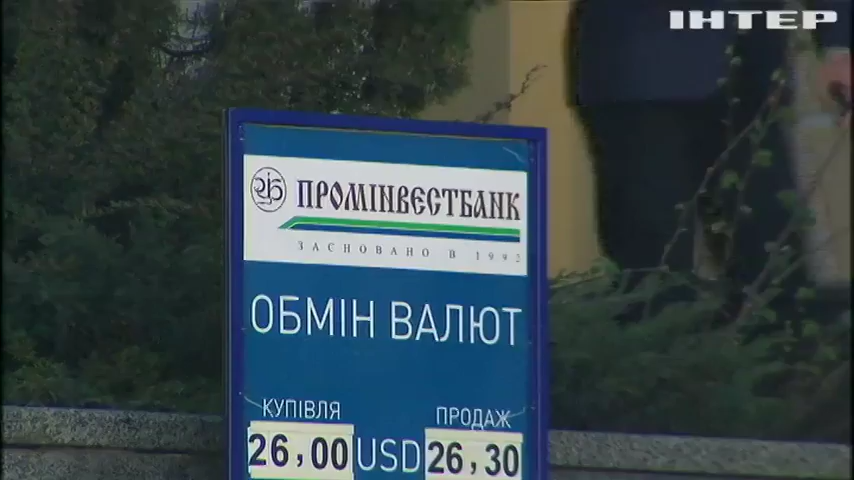 ІНТЕР
ПРОМІНВЕСТБАНК
ЗАСНОВАНО В 1992
ОБМІН ВАЛЮТ
КУПІВЛЯ ПРОДАЖ
26,00 USD 26,30